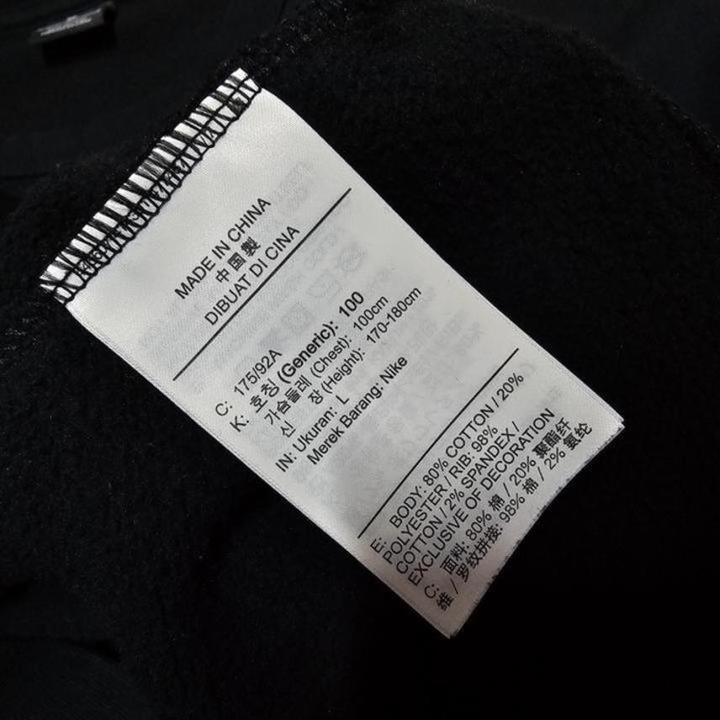 MADE IN CHINA
中国製
DIBUAT DI CINA
C: 175/92A
K: 호칭 (Generic): 100
가슴둘레 (Chest): 100cm
신 장 (Height): 170-180cm
IN: Ukuran: L
Merek Barang: Nike
E: BODY: 80% COTTON / 20%
POLYESTER / RIB: 98%
COTTON / 2% SPANDEX /
EXCLUSIVE OF DECORATION
C: 面料: 80% 棉 / 20% 聚酯纤
维 / 罗纹拼接: 98% 棉 / 2% 氨纶